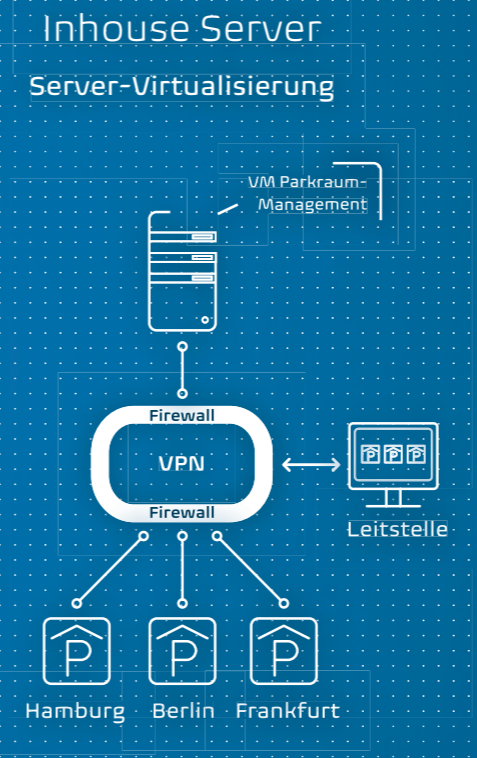 Inhouse Server
Server-Virtualisierung
VM Parkraum-
Management
Firewall
VPN
Firewall
P P P
Leitstelle
P P P
Hamburg Berlin Frankfurt